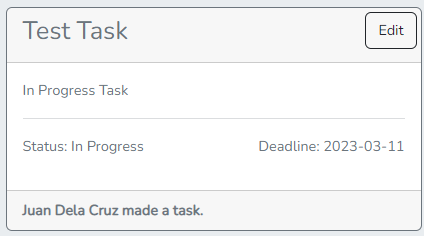 Test Task
Edit
In Progress Task
Status: In Progress
Deadline: 2023-03-11
Juan Dela Cruz made a task.